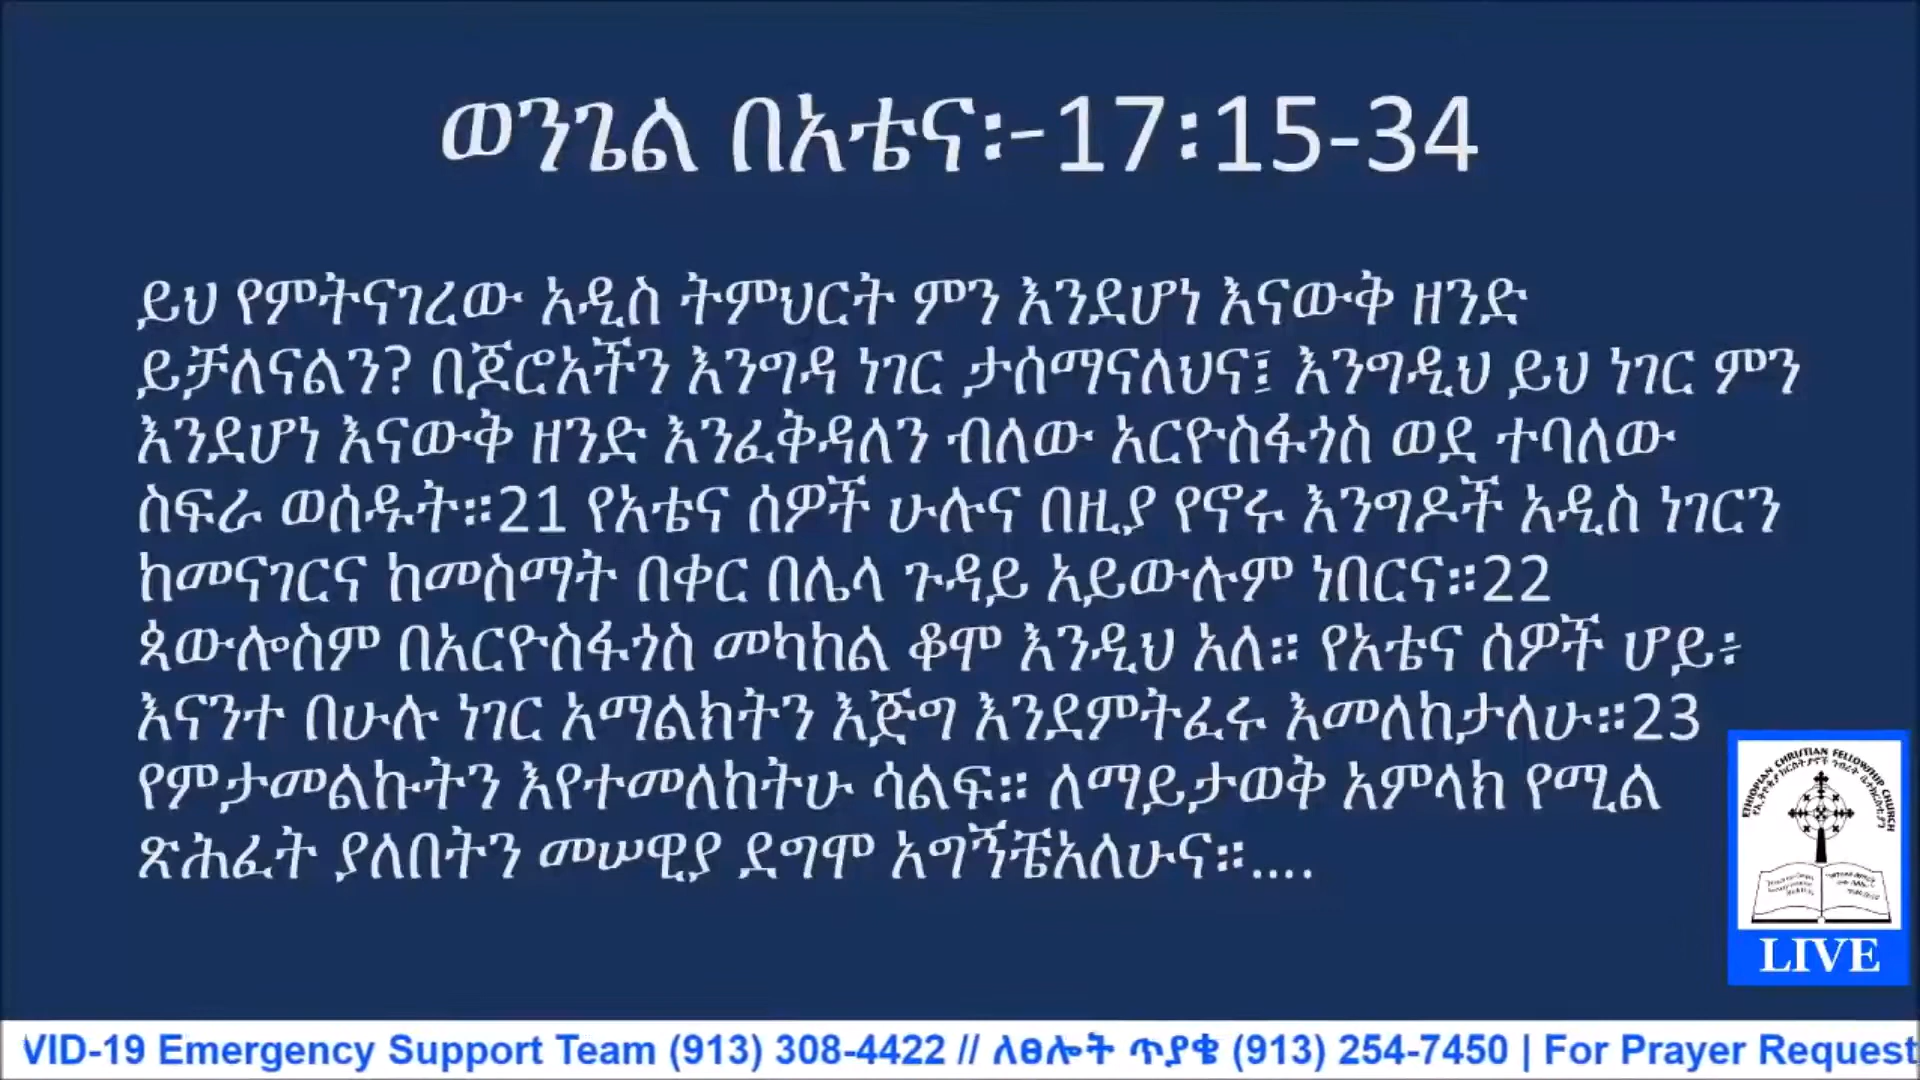 ወንጌል በአቴና፡-17፡15-34
ይህ የምትናገረው አዲስ ትምህርት ምን እንደሆነ እናውቅ ዘንድ
ይቻለናልን? በጆሮአችን እንግዳ ነገር ታሰማናለህና፤ እንግዲህ ይህ ነገር ምን
እንደሆነ እናውቅ ዘንድ እንፈቅዳለን ብለው አርዮስፋጎስ ወደ ተባለው
ስፍራ ወሰዱት።21 የአቴና ሰዎች ሁሉና በዚያ የኖሩ እንግዶች አዲስ ነገርን
ከመናገርና ከመስማት በቀር በሌላ ጉዳይ አይውሉም ነበርና።22
ጳውሎስም በአርዮስፋጎስ መካከል ቆሞ እንዲህ አለ። የአቴና ሰዎች ሆይ፥
እናንተ በሁሉ ነገር አማልክትን እጅግ እንደምትፈሩ እመለከታለሁ።23
የምታመልኩትን እየተመለከትሁ ሳልፍ። ለማይታወቅ አምላክ የሚል
ጽሕፈት ያለበትን መሠዊያ ደግሞ አግኝቼአለሁና።....
ETHIOPIAN CHRISTIAN FELLOWSHIP CHURCH
LIVE
VID-19 Emergency Support Team (913) 308-4422 // ለፀሎት ጥያቄ (913) 254-7450 | For Prayer Request